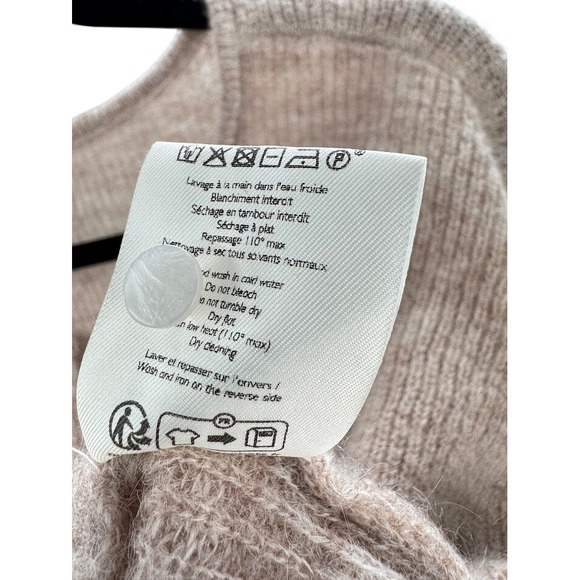 Lavage à la main dans l'eau froide
Blanchiment interdit
Séchage en tambour interdit
Séchage à plat
Repassage 110° max
Nettoyage à sec tous solvants normaux
wash in cold water
Do not bleach
not tumble dry
Dry flat
low heat (110° max)
Dry cleaning
Laver et repasser sur l'envers /
Wash and iron on the reverse side
FR